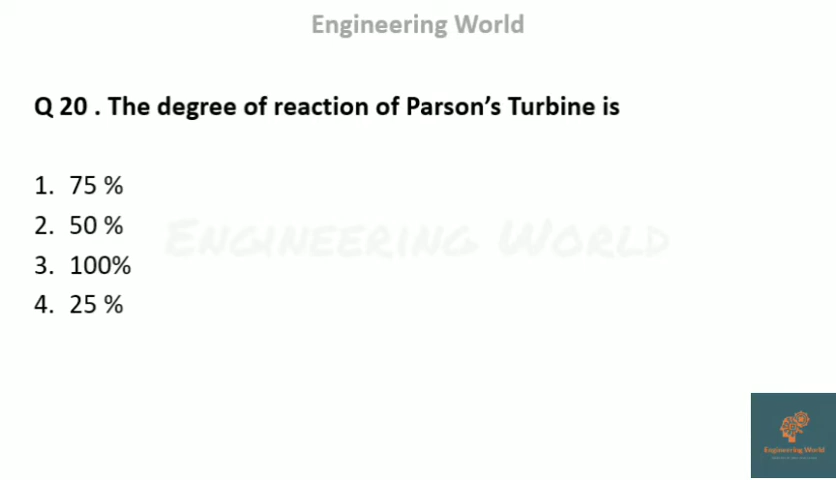 Engineering World
Q 20 . The degree of reaction of Parson’s Turbine is
1. 75 %
2. 50 %
ENGINEERING WORLD
3. 100%
4. 25 %
Engineering World